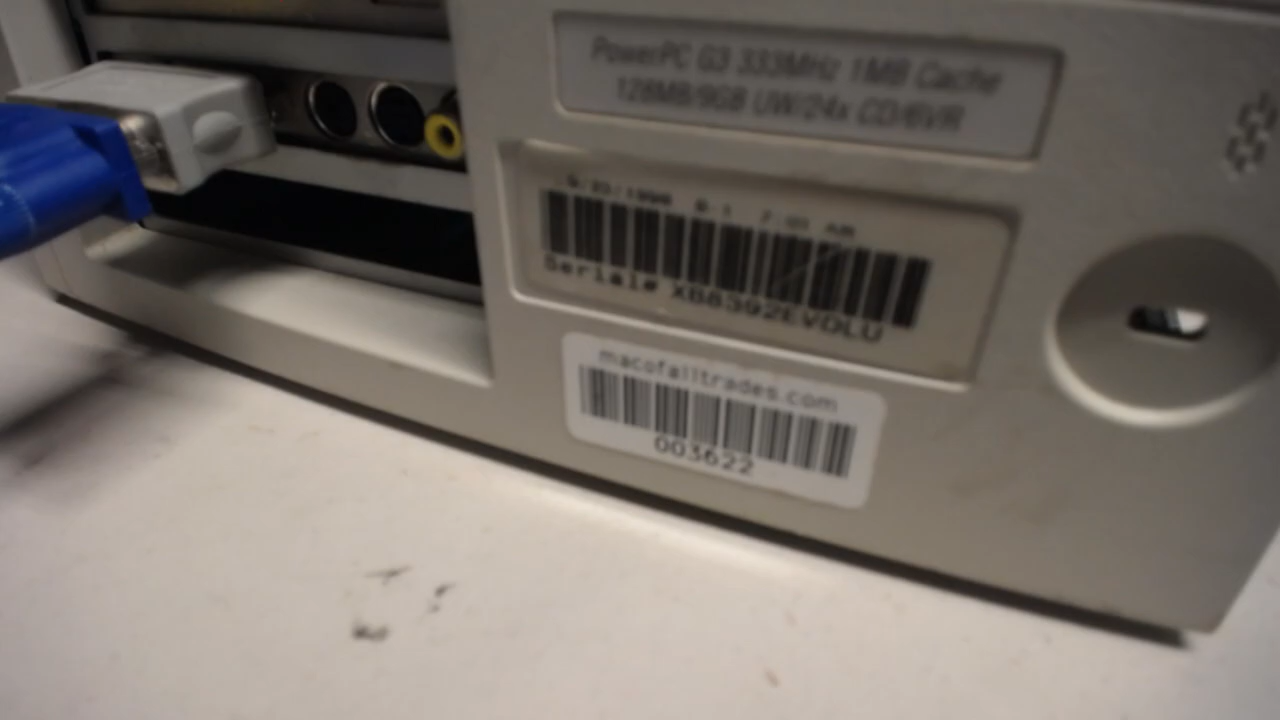 PowerPC G3 333MHz 1MB Cache
128MB/9GB UW/24x CD/6VR
Serial# XB8392EVDLU
macofalltrades.com
003622